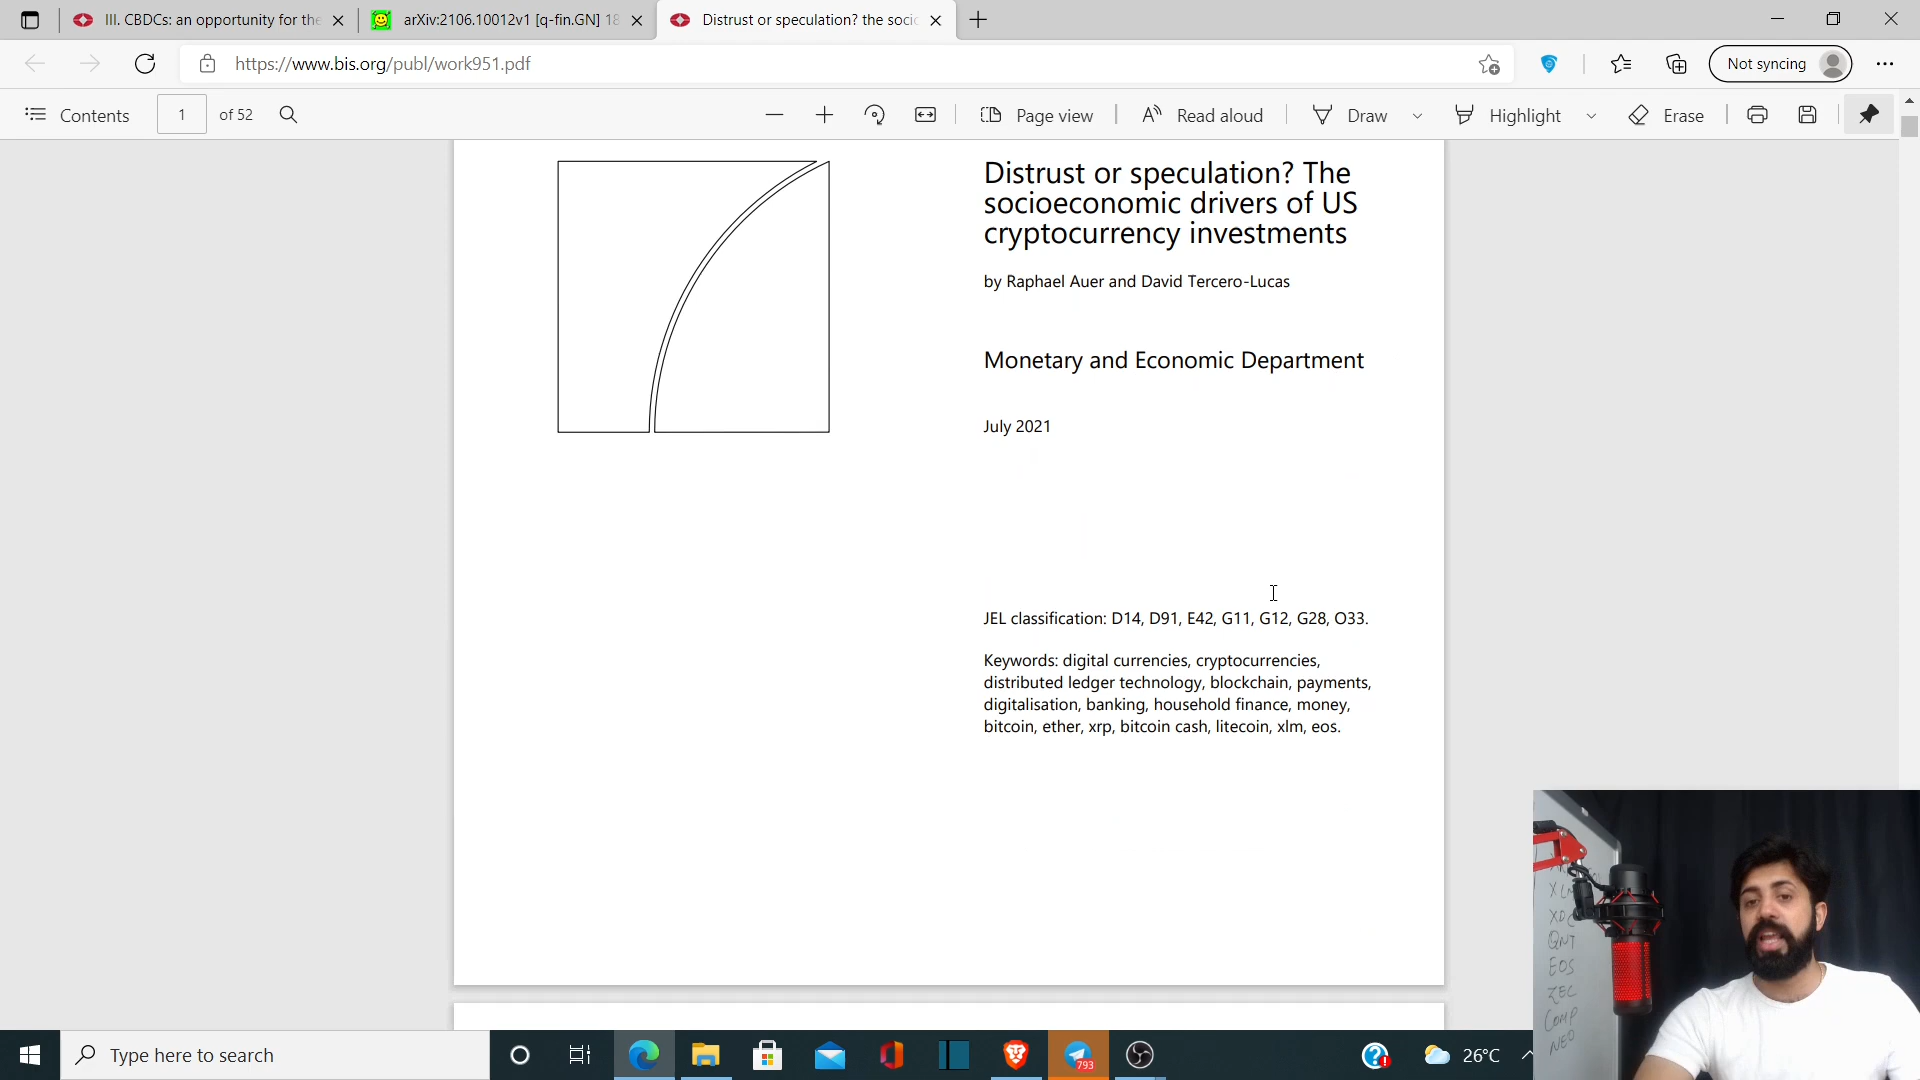 III. CBDCs: an opportunity for the
arXiv:2106.10012v1 [q-fin.GN] 18
Distrust or speculation? the soci
https://www.bis.org/publ/work951.pdf
Not syncing
Contents
1
of 52
Page view
Read aloud
Draw
Highlight
Erase
Distrust or speculation? The
socioeconomic drivers of US
cryptocurrency investments
by Raphael Auer and David Tercero-Lucas
Monetary and Economic Department
July 2021
JEL classification: D14, D91, E42, G11, G12, G28, O33.
Keywords: digital currencies, cryptocurrencies,
distributed ledger technology, blockchain, payments,
digitalisation, banking, household finance, money,
bitcoin, ether, xrp, bitcoin cash, litecoin, xlm, eos.
XLM
XDC
QNT
EOS
ZEC
COMP
NEO
Type here to search
793
26°C